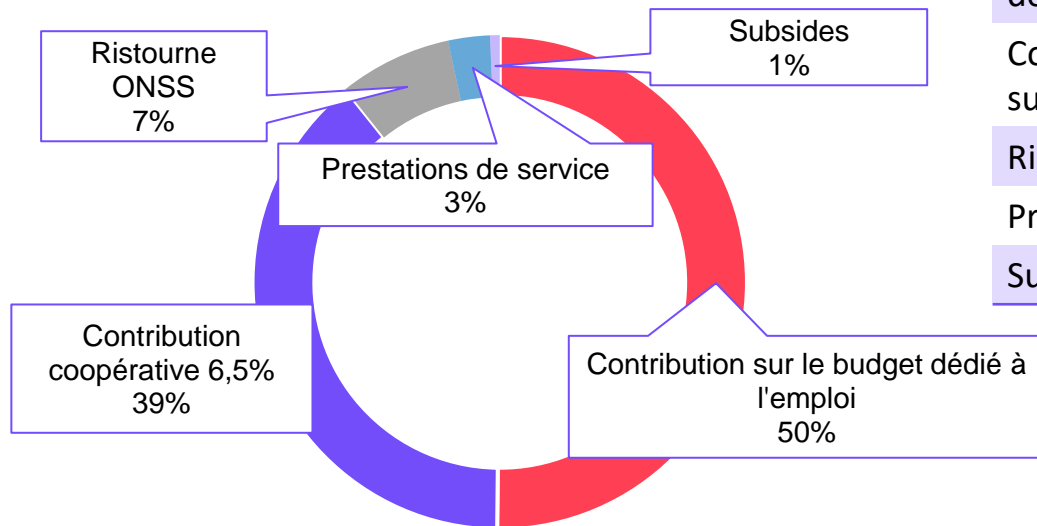 Ristourne
ONSS
7%
Subsides
1%
Prestations de service
3%
Contribution
coopérative 6,5%
39%
Contribution sur le budget dédié à
l'emploi
50%